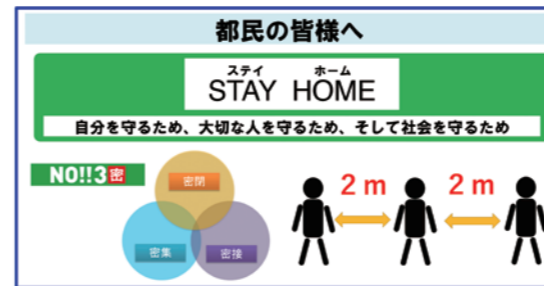 都民の皆様へ
ステイ ホーム
STAY HOME
自分を守るため、大切な人を守るため、そして社会を守るため
NO!!3密
密閉
密集
密接
2 m
2 m